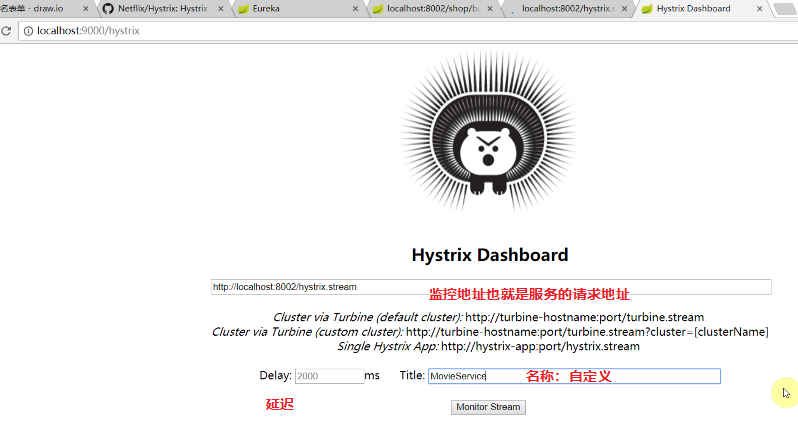 名表单 - draw.io
Netflix/Hystrix: Hystrix
Eureka
localhost:8002/shop/bu
localhost:8002/hystrix.s
Hystrix Dashboard
localhost:9000/hystrix
Hystrix Dashboard
http://localhost:8002/hystrix.stream
监控地址也就是服务的请求地址
Cluster via Turbine (default cluster): http://turbine-hostname:port/turbine.stream
Cluster via Turbine (custom cluster): http://turbine-hostname:port/turbine.stream?cluster=[clusterName]
Single Hystrix App: http://hystrix-app:port/hystrix.stream
Delay: 2000 ms Title: MovieService 名称：自定义
延迟
Monitor Stream